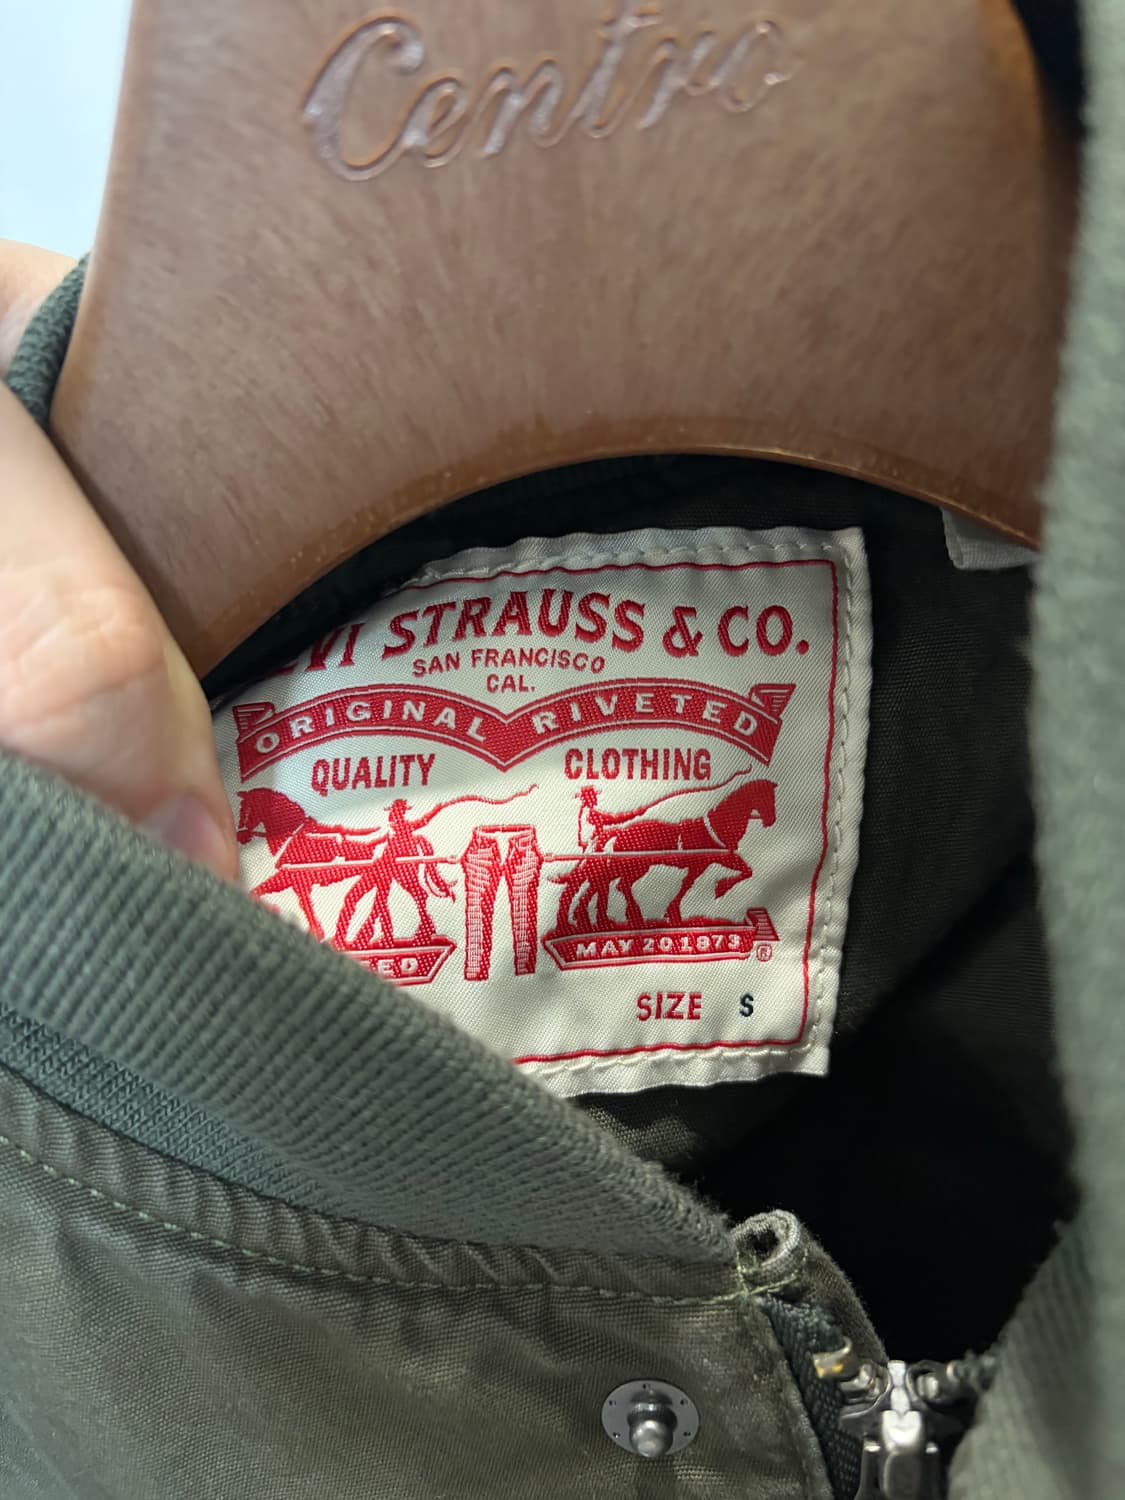 Centro
STRAUSS & CO.
SAN FRANCISCO
CAL.
ORIGINAL RIVETED
QUALITY CLOTHING
MAY 20 1873 ®
SIZE S